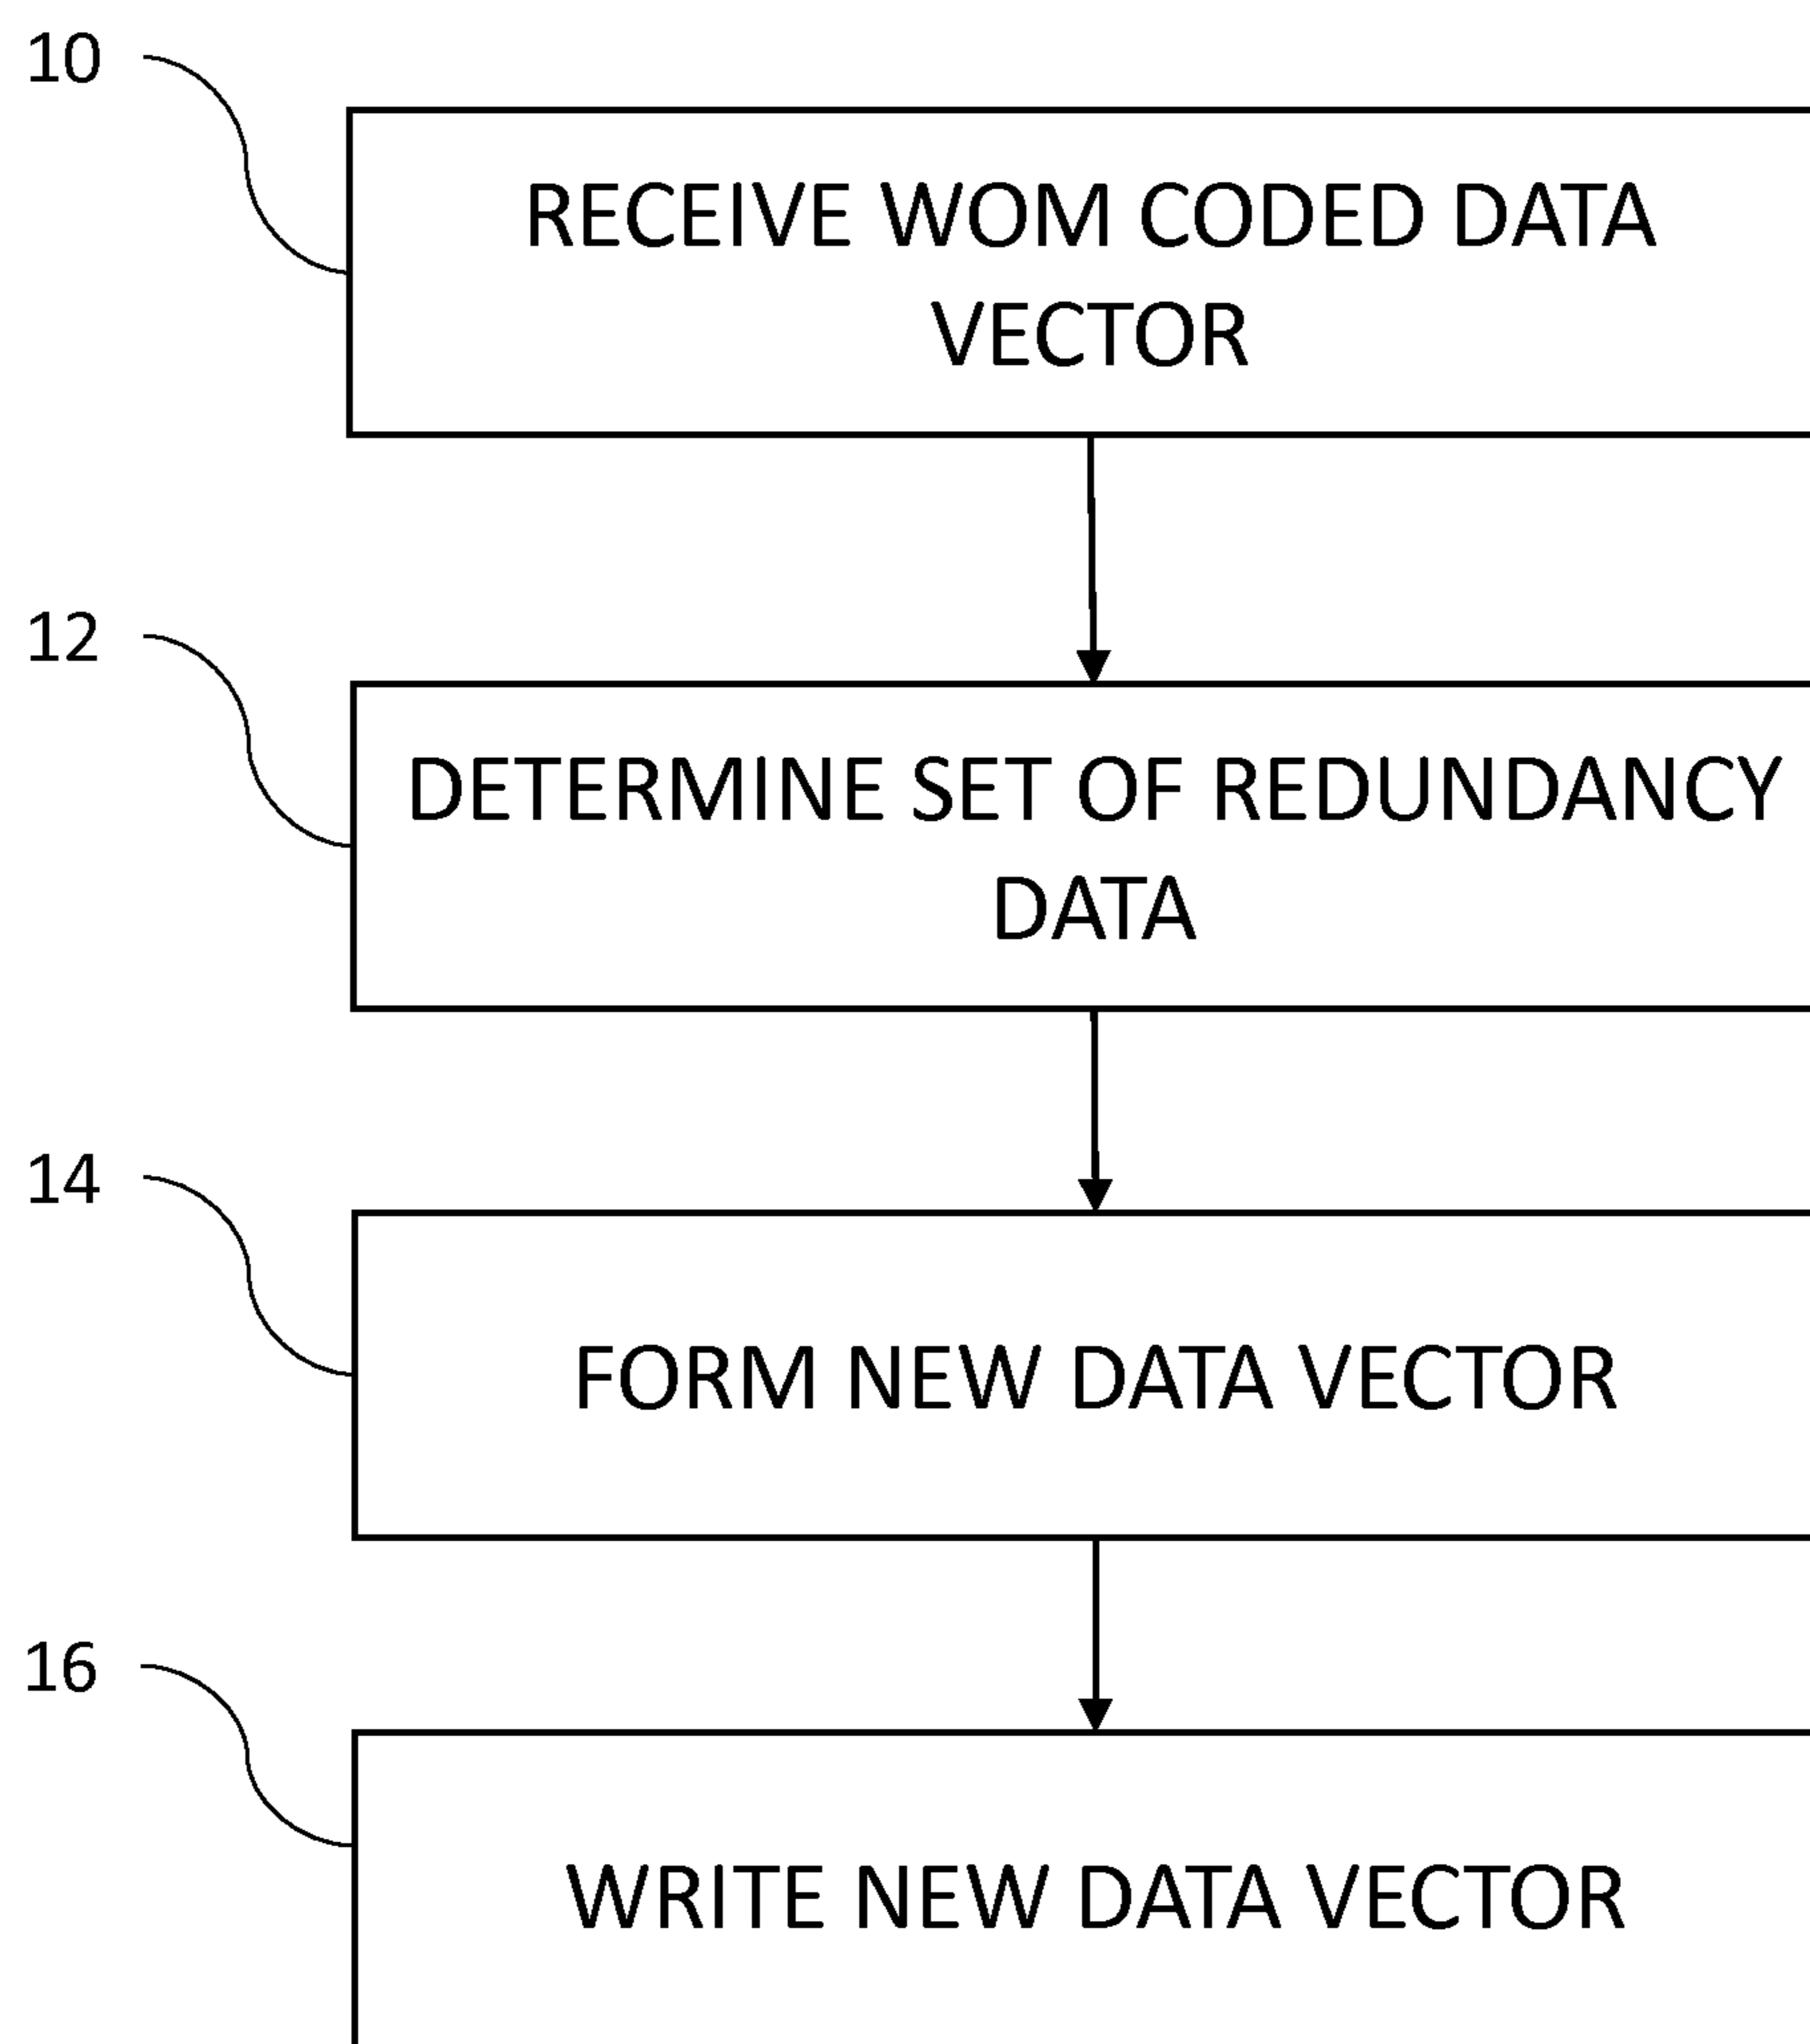 10
RECEIVE WOM CODED DATA
VECTOR
12
DETERMINE SET OF REDUNDANCY
DATA
14
FORM NEW DATA VECTOR
16
WRITE NEW DATA VECTOR